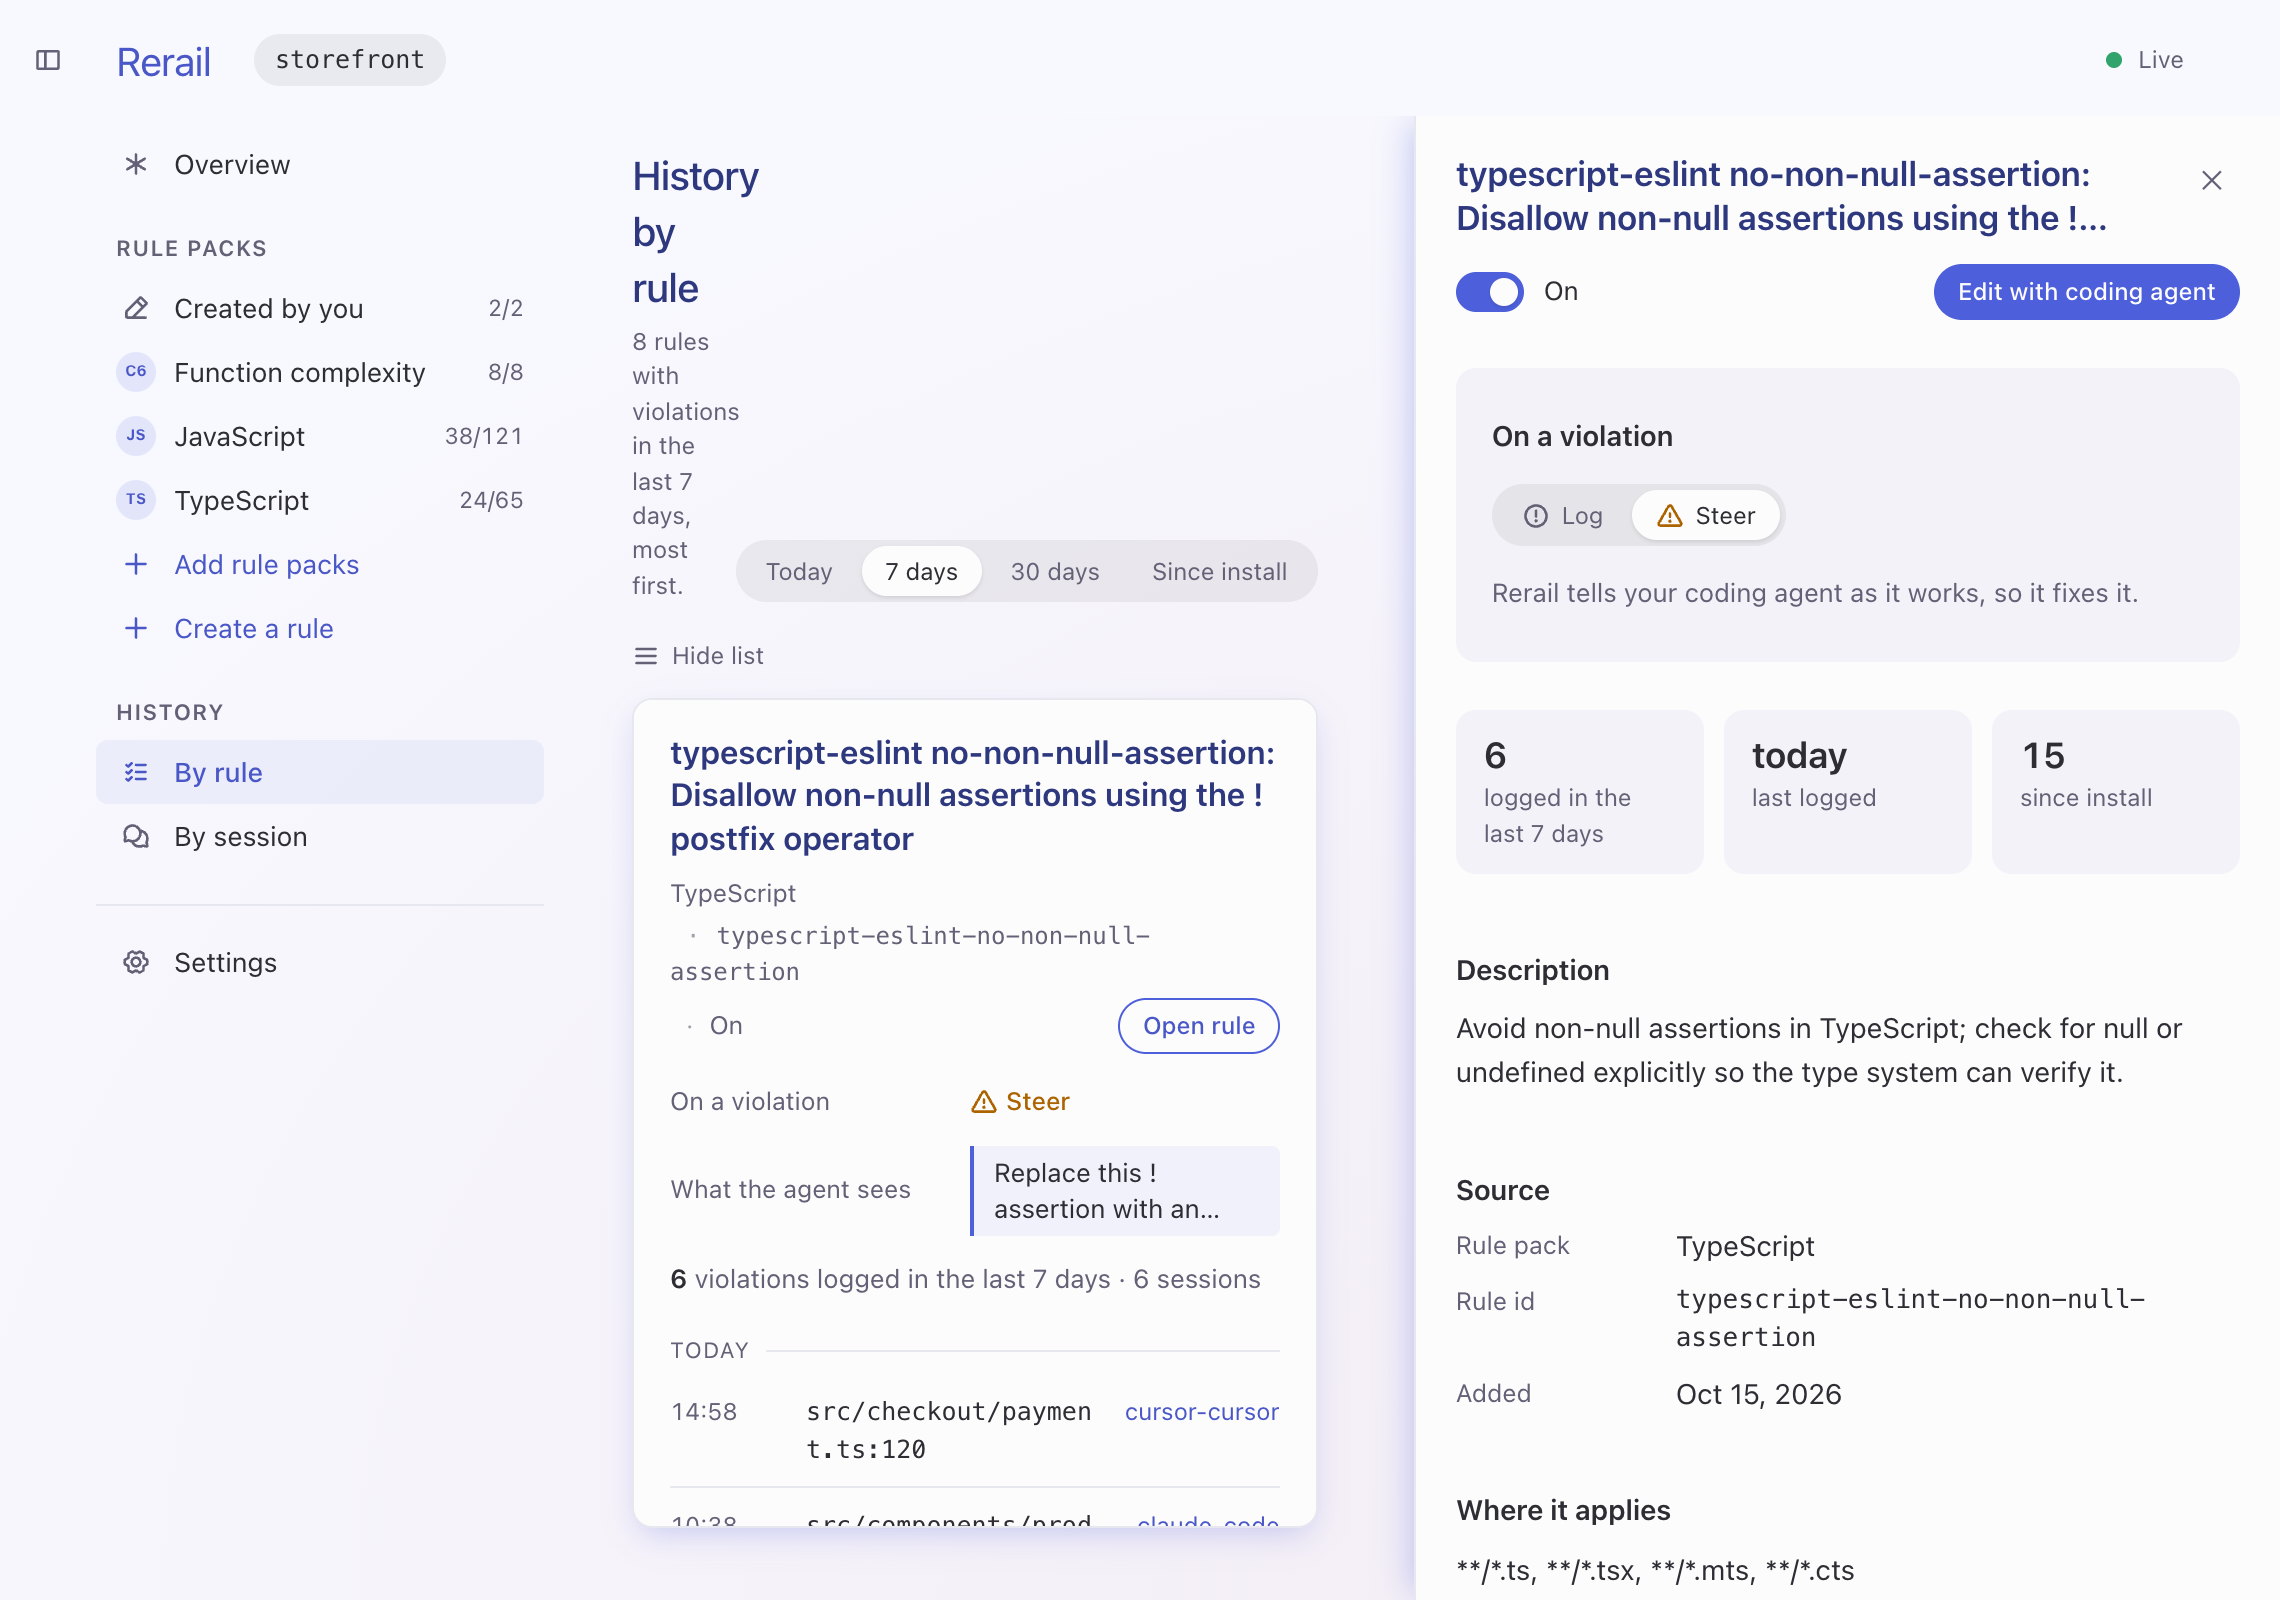 Rerail
storefront
Live
Overview
RULE PACKS
Created by you 2/2
C6 Function complexity 8/8
JS JavaScript 38/121
TS TypeScript 24/65
Add rule packs
Create a rule
HISTORY
By rule
By session
Settings
History
by
rule
8 rules
with
violations
in the
last 7
days,
most
first.
Today 7 days 30 days Since install
Hide list
typescript-eslint no-non-null-assertion:
Disallow non-null assertions using the !
postfix operator
TypeScript
· typescript-eslint-no-non-null-
assertion
· On
Open rule
On a violation Steer
What the agent sees
Replace this !
assertion with an...
6 violations logged in the last 7 days · 6 sessions
TODAY
14:58 src/checkout/paymen cursor-cursor
t.ts:120
10:38 src/components/prod claude-code
typescript-eslint no-non-null-assertion:
Disallow non-null assertions using the !...
On
Edit with coding agent
On a violation
Log Steer
Rerail tells your coding agent as it works, so it fixes it.
6
logged in the
last 7 days
today
last logged
15
since install
Description
Avoid non-null assertions in TypeScript; check for null or
undefined explicitly so the type system can verify it.
Source
Rule pack TypeScript
Rule id typescript-eslint-no-non-null-
assertion
Added Oct 15, 2026
Where it applies
**/*.ts, **/*.tsx, **/*.mts, **/*.cts